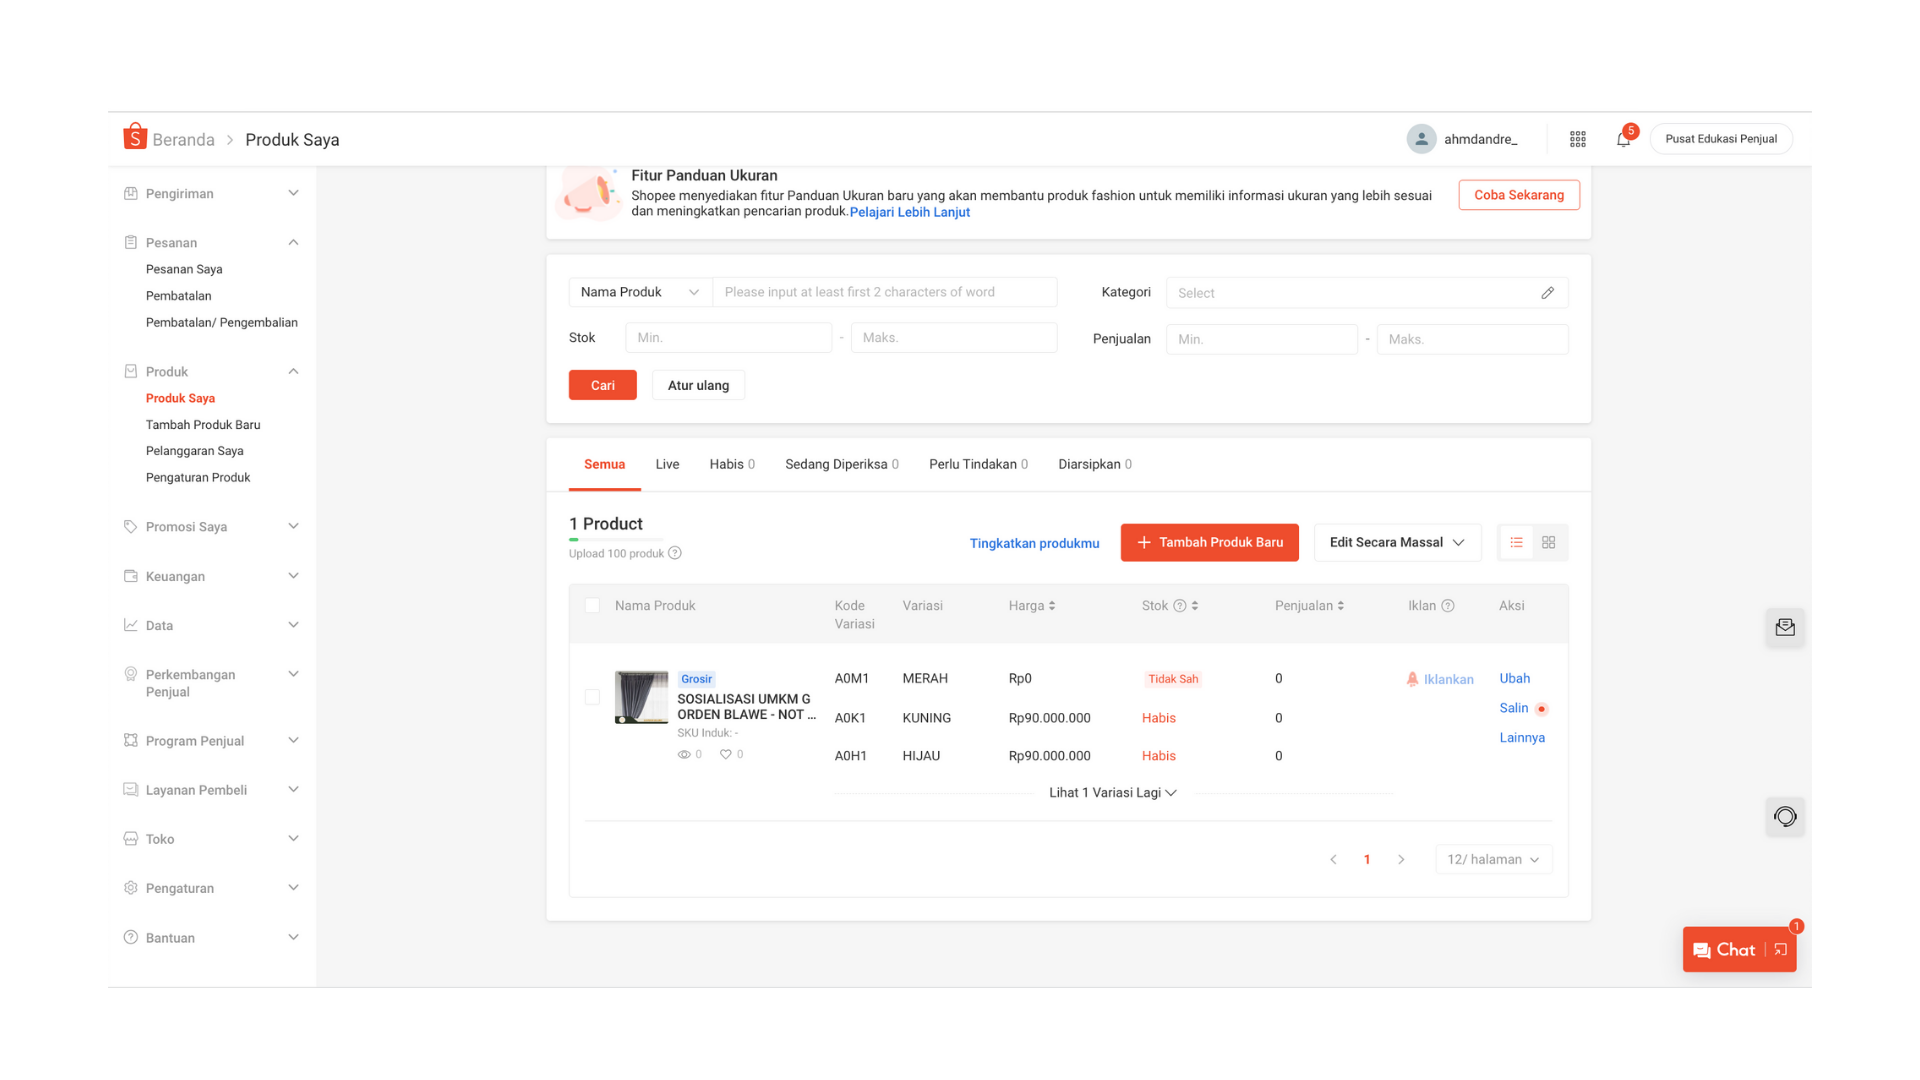 Beranda > Produk Saya
ahmdandre_
5
Pusat Edukasi Penjual
Pengiriman
Pesanan
Pesanan Saya
Pembatalan
Pembatalan/ Pengembalian
Produk
Produk Saya
Tambah Produk Baru
Pelanggaran Saya
Pengaturan Produk
Promosi Saya
Keuangan
Data
Perkembangan
Penjual
Program Penjual
Layanan Pembeli
Toko
Pengaturan
Bantuan
Fitur Panduan Ukuran
Shopee menyediakan fitur Panduan Ukuran baru yang akan membantu produk fashion untuk memiliki informasi ukuran yang lebih sesuai
dan meningkatkan pencarian produk.Pelajari Lebih Lanjut
Coba Sekarang
Nama Produk
Please input at least first 2 characters of word
Kategori
Select
Stok
Min. - Maks.
Penjualan
Min. - Maks.
Cari
Atur ulang
Semua
Live
Habis 0
Sedang Diperiksa 0
Perlu Tindakan 0
Diarsipkan 0
1 Product
Upload 100 produk
Tingkatkan produkmu
+ Tambah Produk Baru
Edit Secara Massal
Nama Produk
Kode
Variasi
Variasi
Harga
Stok
Penjualan
Iklan
Aksi
Grosir
SOSIALISASI UMKM G
ORDEN BLAWE - NOT ...
SKU Induk: -
0 0
A0M1 MERAH Rp0 Tidak Sah 0
A0K1 KUNING Rp90.000.000 Habis 0
A0H1 HIJAU Rp90.000.000 Habis 0
Iklankan
Ubah
Salin
Lainnya
Lihat 1 Variasi Lagi
< 1 >
12/ halaman
Chat
1